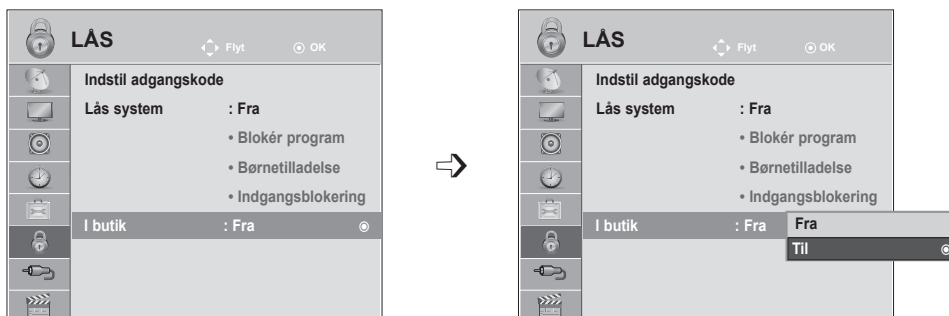 LÅS
Flyt
OK
Indstil adgangskode
Lås system : Fra
• Blokér program
• Børnetilladelse
• Indgangsblokering
I butik : Fra
LÅS
Flyt
OK
Indstil adgangskode
Lås system : Fra
• Blokér program
• Børnetilladelse
• Indgangsblokering
I butik : Fra
Fra
Til